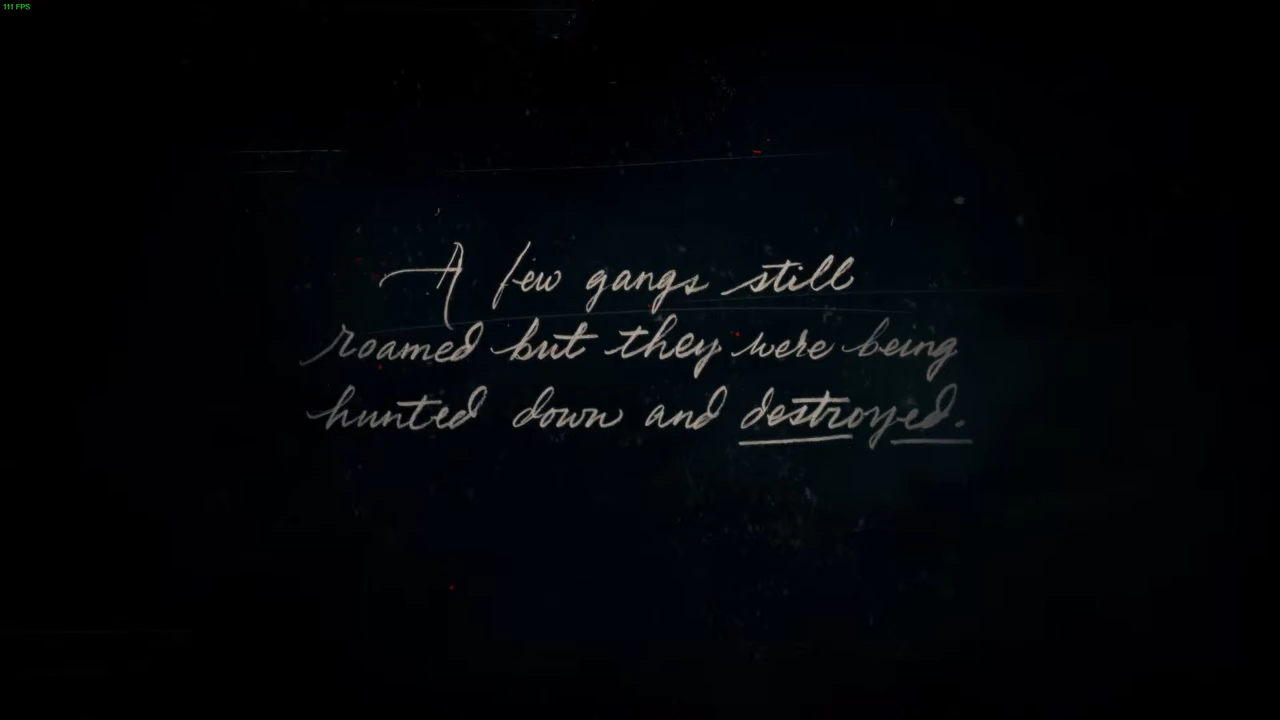 111 FPS
A few gangs still
roamed but they were being
hunted down and destroyed.